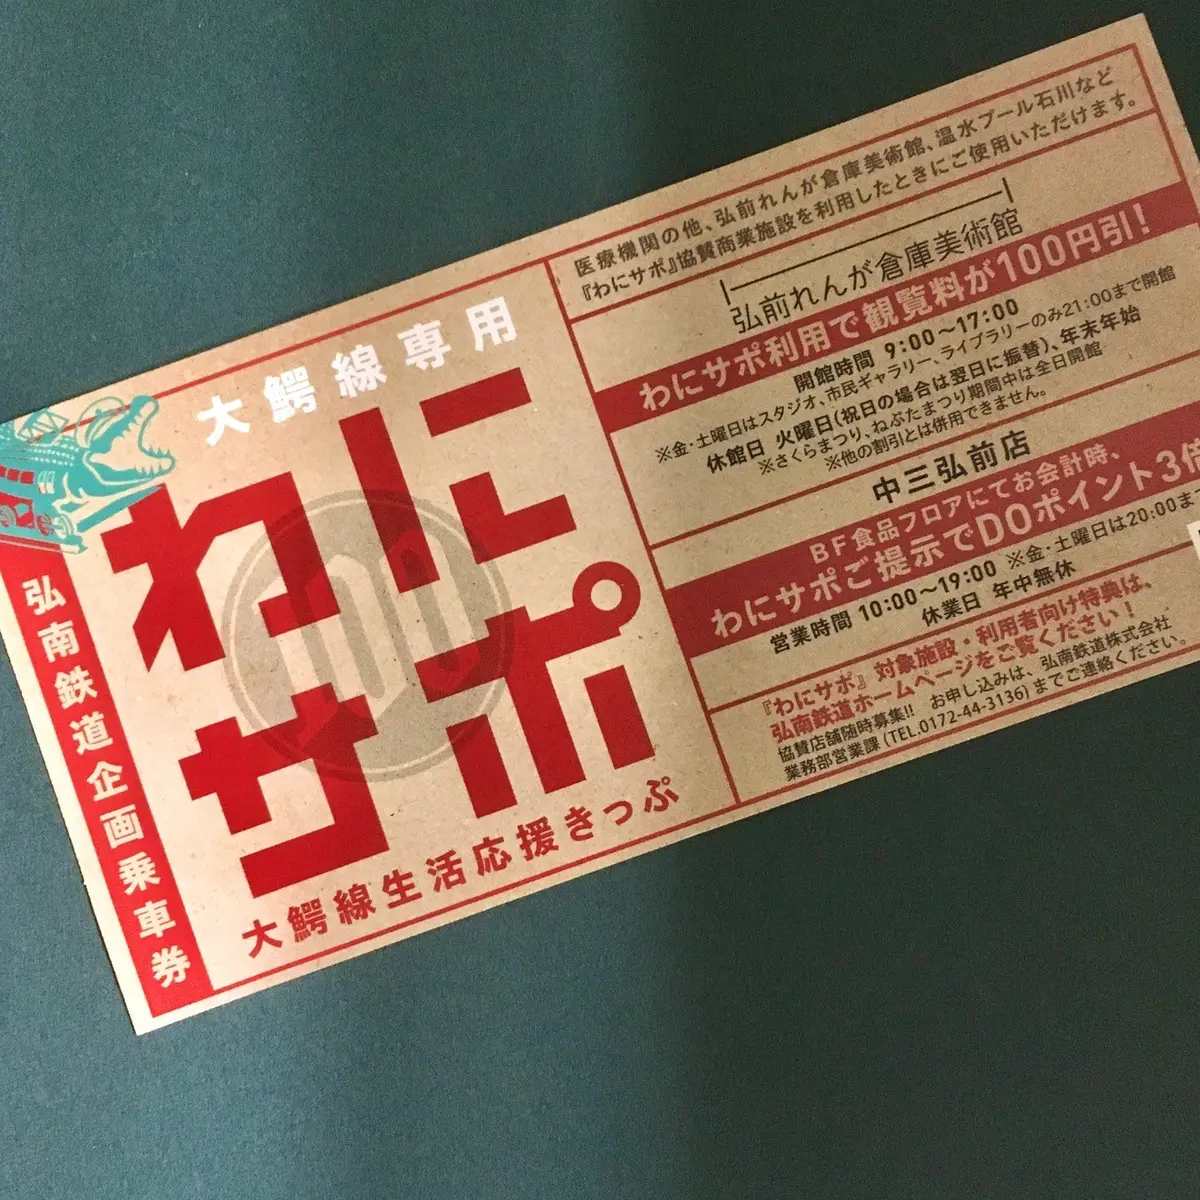 大鰐線専用
わに
サポ
大鰐線生活応援きっぷ
弘南鉄道企画乗車券
医療機関の他、弘前れんが倉庫美術館、温水プール石川など
『わにサポ』協賛商業施設を利用したときにご使用いただけます。
弘前れんが倉庫美術館
わにサポ利用で観覧料が100円引!
開館時間 9:00〜17:00
※金・土曜日はスタジオ、市民ギャラリー、ライブラリーのみ21:00まで開館
休館日 火曜日(祝日の場合は翌日に振替)、年末年始
※さくらまつり、ねぷたまつり期間中は全日開館
※他の割引とは併用できません。
中三弘前店
BF食品フロアにてお会計時、
わにサポご提示でDOポイント3倍
営業時間 10:00〜19:00 ※金・土曜日は20:00ま
休業日 年中無休
『わにサポ』対象施設・利用者向け特典は、
弘南鉄道ホームページをご覧ください!
協賛店舗随時募集!! お申し込みは、弘南鉄道株式会社
業務部営業課(TEL.0172-44-3136)までご連絡ください。